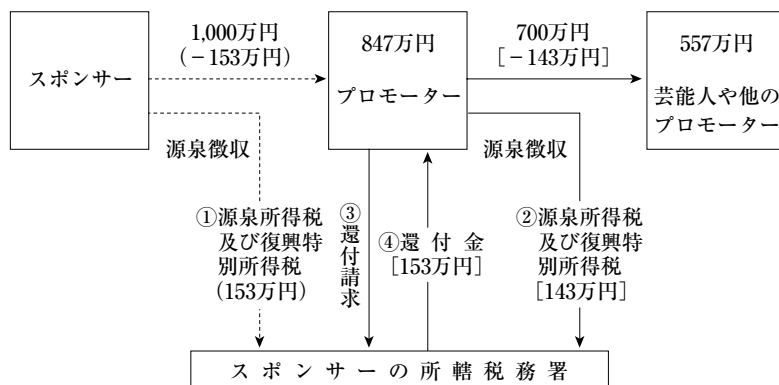 1,000万円
(－153万円)
700万円
[－143万円]
スポンサー
847万円
プロモーター
557万円
芸能人や他の
プロモーター
源泉徴収
源泉徴収
①源泉所得税
及び復興特
別所得税
(153万円)
③還付請求
④還付金
[153万円]
②源泉所得税
及び復興特
別所得税
[143万円]
スポンサーの所轄税務署